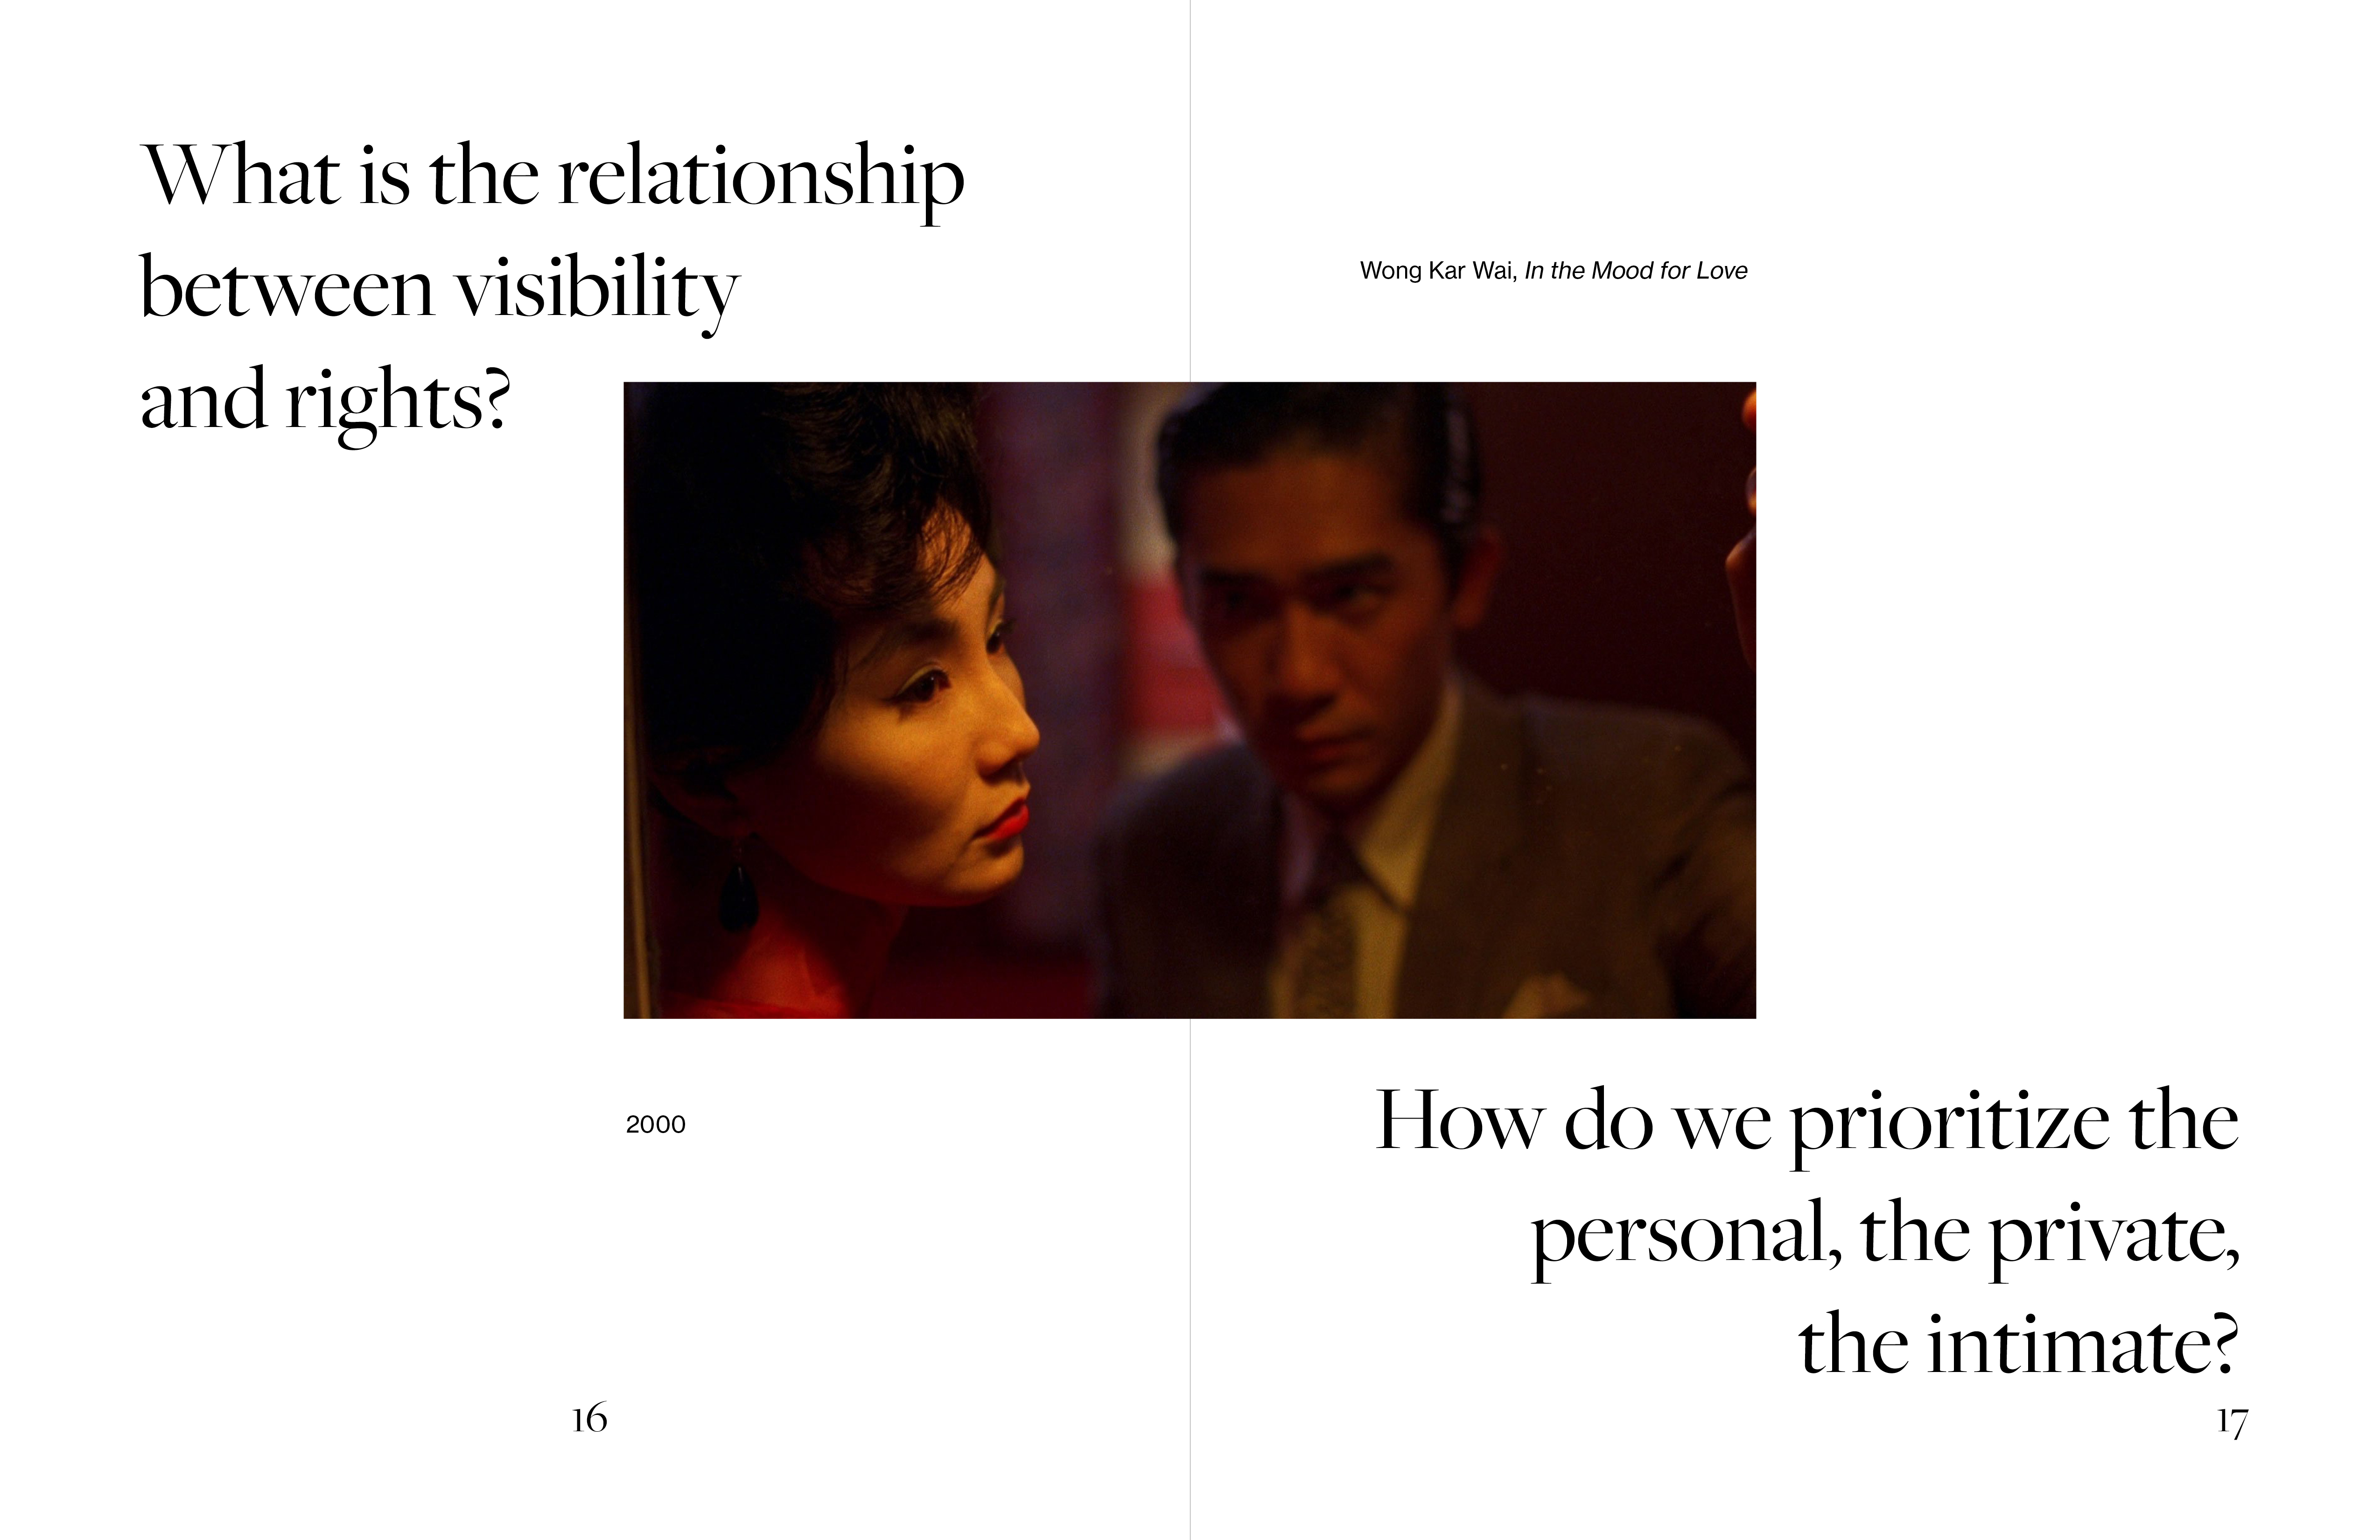 What is the relationship
between visibility
and rights?
Wong Kar Wai, In the Mood for Love
2000
How do we prioritize the
personal, the private,
the intimate?
16
17